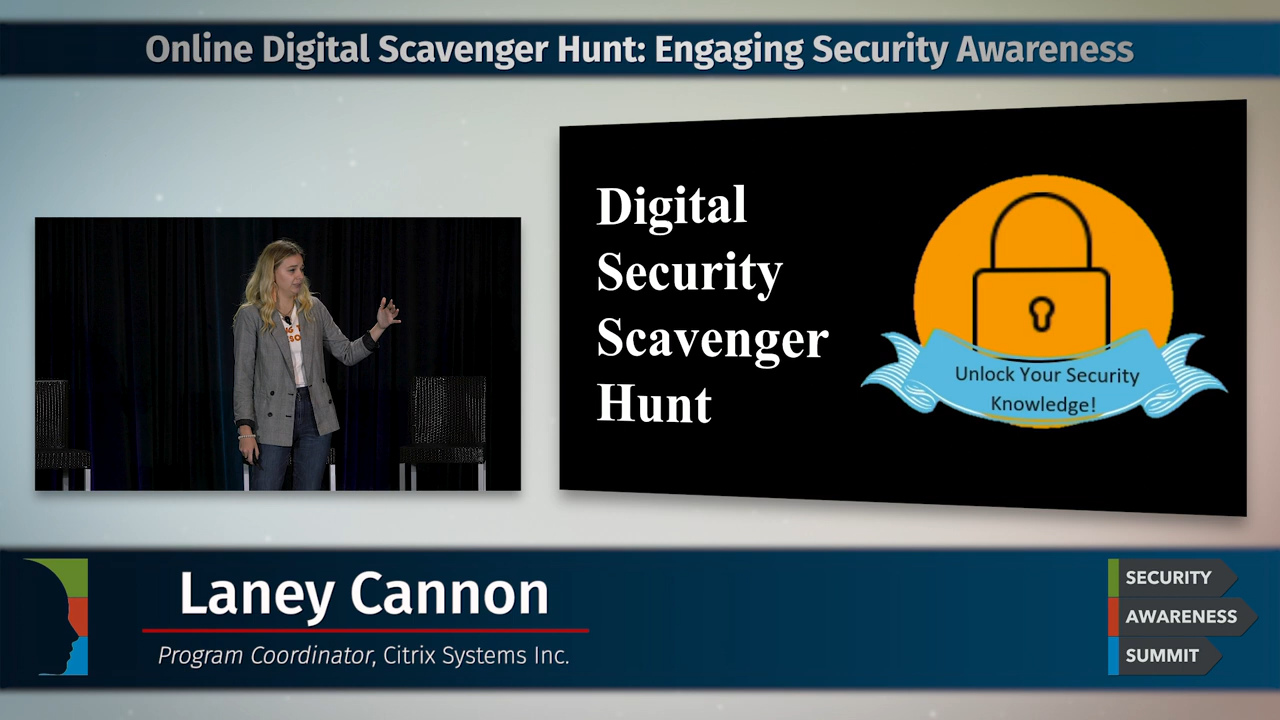 Online Digital Scavenger Hunt: Engaging Security Awareness
Digital
Security
Scavenger
Hunt
Unlock Your Security
Knowledge!
Laney Cannon
Program Coordinator, Citrix Systems Inc.
SECURITY
AWARENESS
SUMMIT